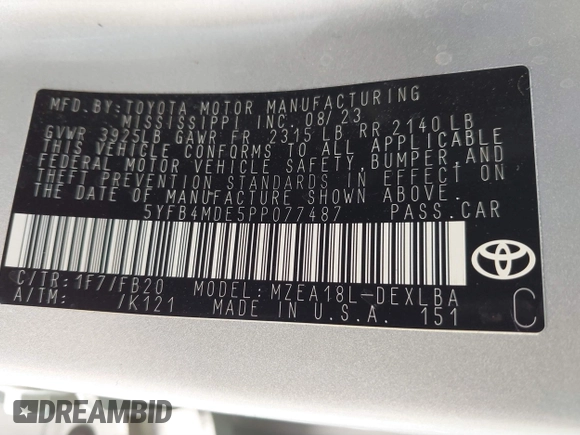 MFD. BY: TOYOTA MOTOR MANUFACTURING
MISSISSIPPI INC. 08/23
GVWR 3925LB GAWR FR 2315 LB RR 2140 LB
THIS VEHICLE CONFORMS TO ALL APPLICABLE
FEDERAL MOTOR VEHICLE SAFETY, BUMPER, AND
THEFT PREVENTION STANDARDS IN EFFECT ON
THE DATE OF MANUFACTURE SHOWN ABOVE.
5YFB4MDE5PP077487 PASS.CAR
C/TR: 1F7/FB20 MODEL: MZEA18L-DEXLBA
A/TM: /K121 MADE IN U.S.A. 151
C
DREAMBID